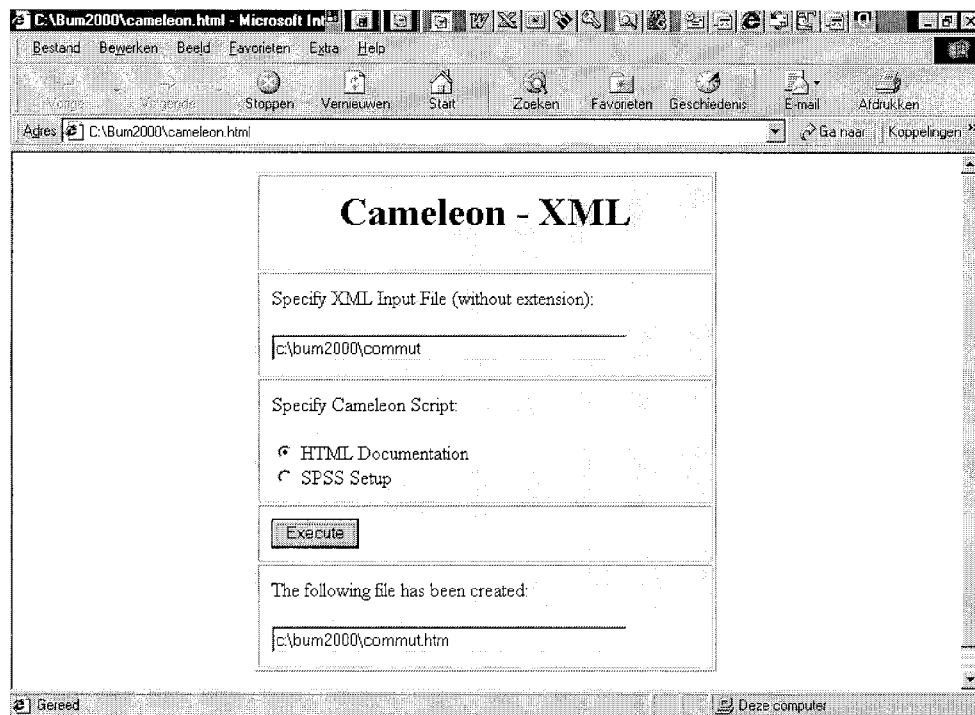 C:\Bum2000\cameleon.html - Microsoft Int
Bestand Bewerken Beeld Favorieten Extra Help
Vorige Volgende Stoppen Vernieuwen Start Zoeken Favorieten Geschiedenis E-mail Afdrukken
Adres C:\Bum2000\cameleon.html Ga naar Koppelingen »
Cameleon - XML
Specify XML Input File (without extension):
c:\bum2000\commut
Specify Cameleon Script:
HTML Documentation
SPSS Setup
Execute
The following file has been created:
c:\bum2000\commut.htm
Gereed Deze computer